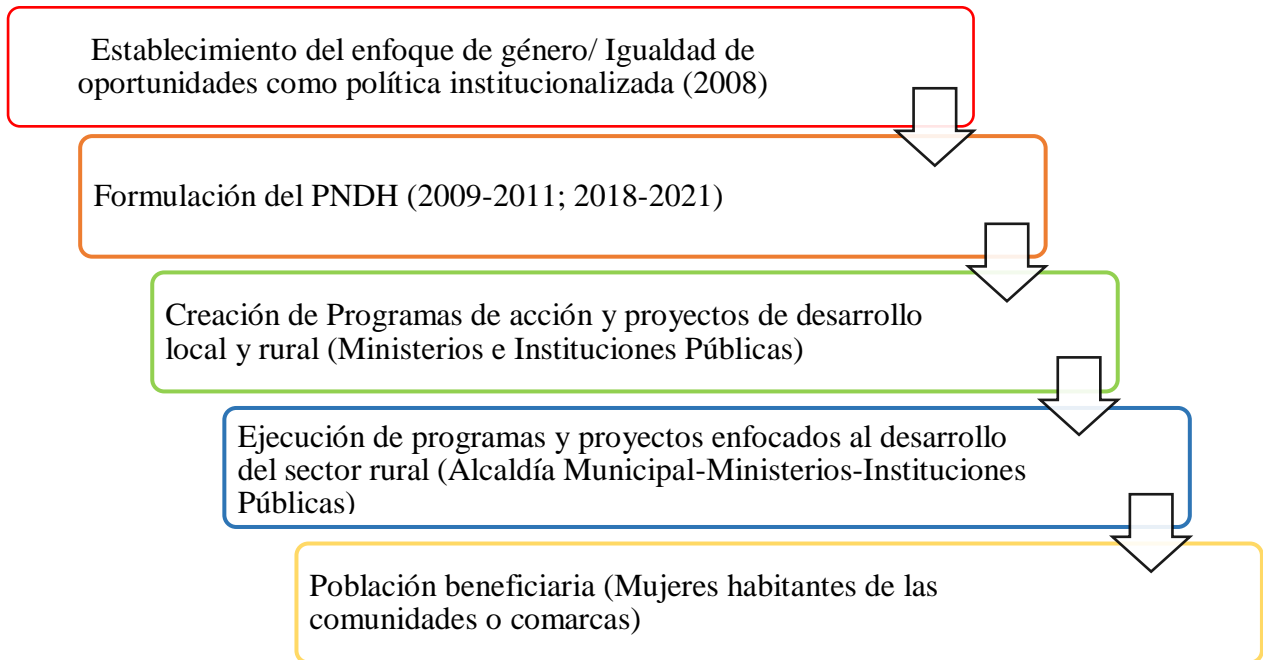 Establecimiento del enfoque de género/ Igualdad de
oportunidades como política institucionalizada (2008)
Formulación del PNDH (2009-2011; 2018-2021)
Creación de Programas de acción y proyectos de desarrollo
local y rural (Ministerios e Instituciones Públicas)
Ejecución de programas y proyectos enfocados al desarrollo
del sector rural (Alcaldía Municipal-Ministerios-Instituciones
Públicas)
Población beneficiaria (Mujeres habitantes de las
comunidades o comarcas)